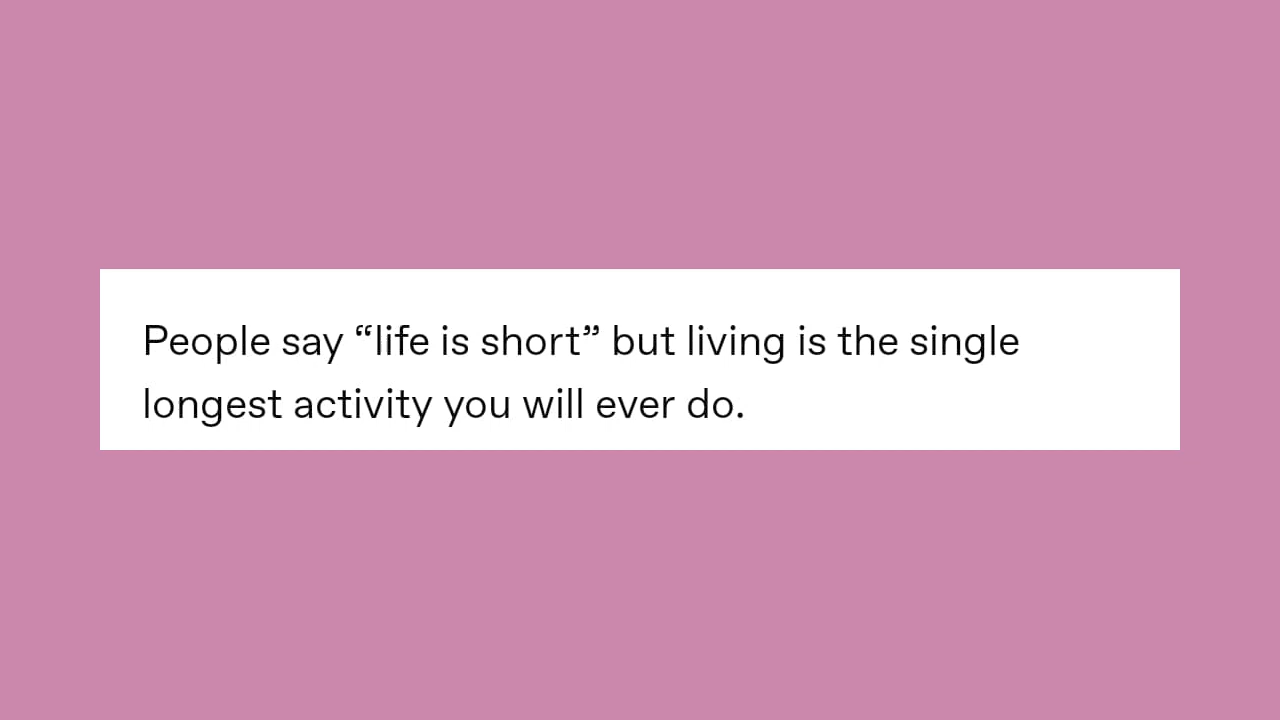 People say “life is short” but living is the single
longest activity you will ever do.